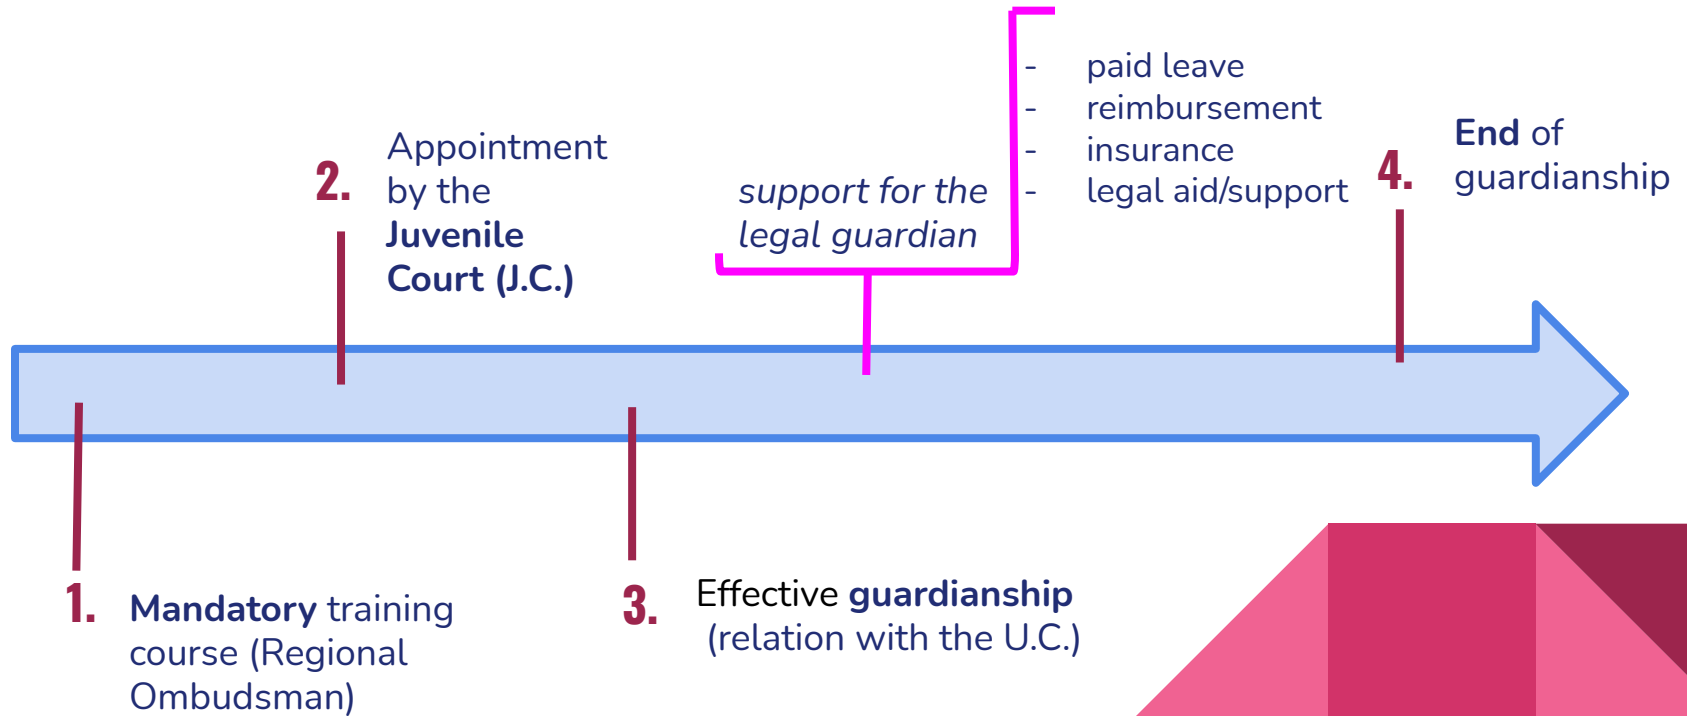 1.
Mandatory training
course (Regional
Ombudsman)
2.
Appointment
by the
Juvenile
Court (J.C.)
3.
Effective guardianship
(relation with the U.C.)
support for the
legal guardian
- paid leave
- reimbursement
- insurance
- legal aid/support
4.
End of
guardianship